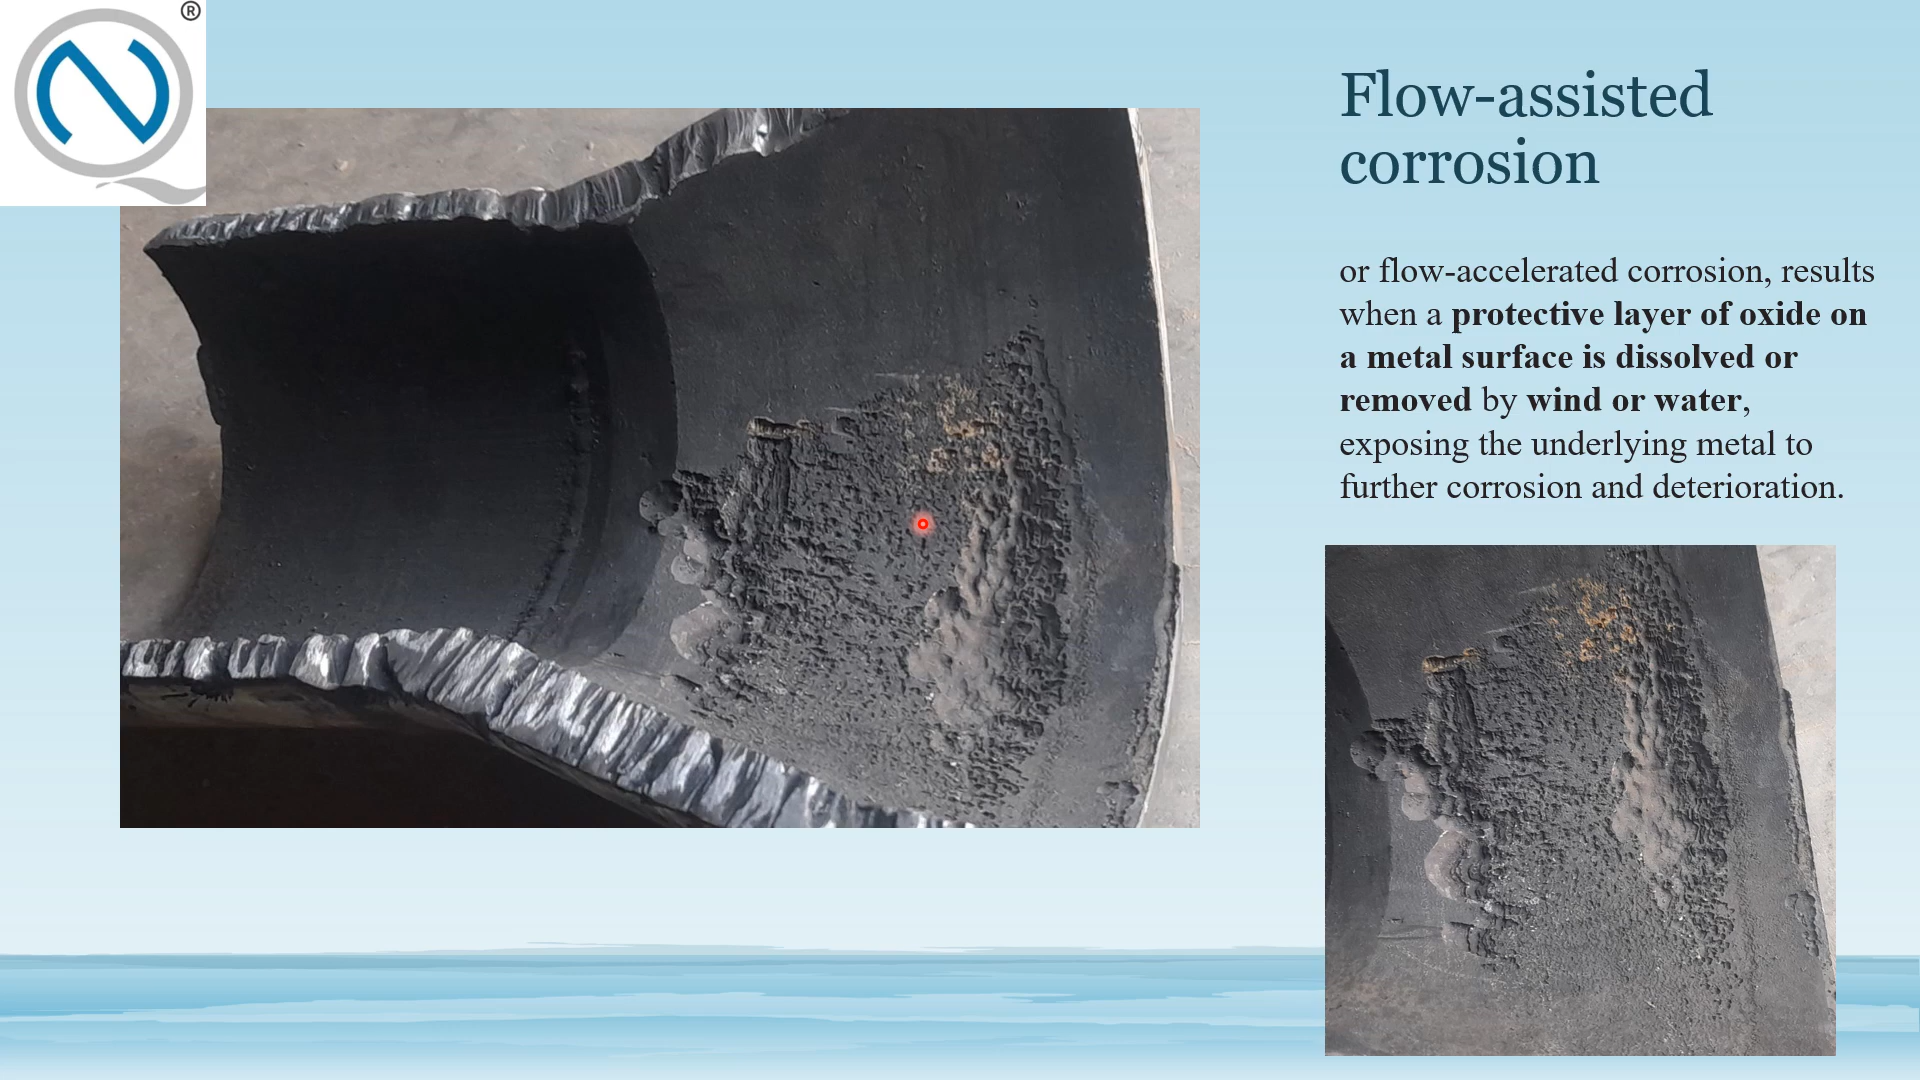 ®
Flow-assisted
corrosion
or flow-accelerated corrosion, results
when a protective layer of oxide on
a metal surface is dissolved or
removed by wind or water,
exposing the underlying metal to
further corrosion and deterioration.